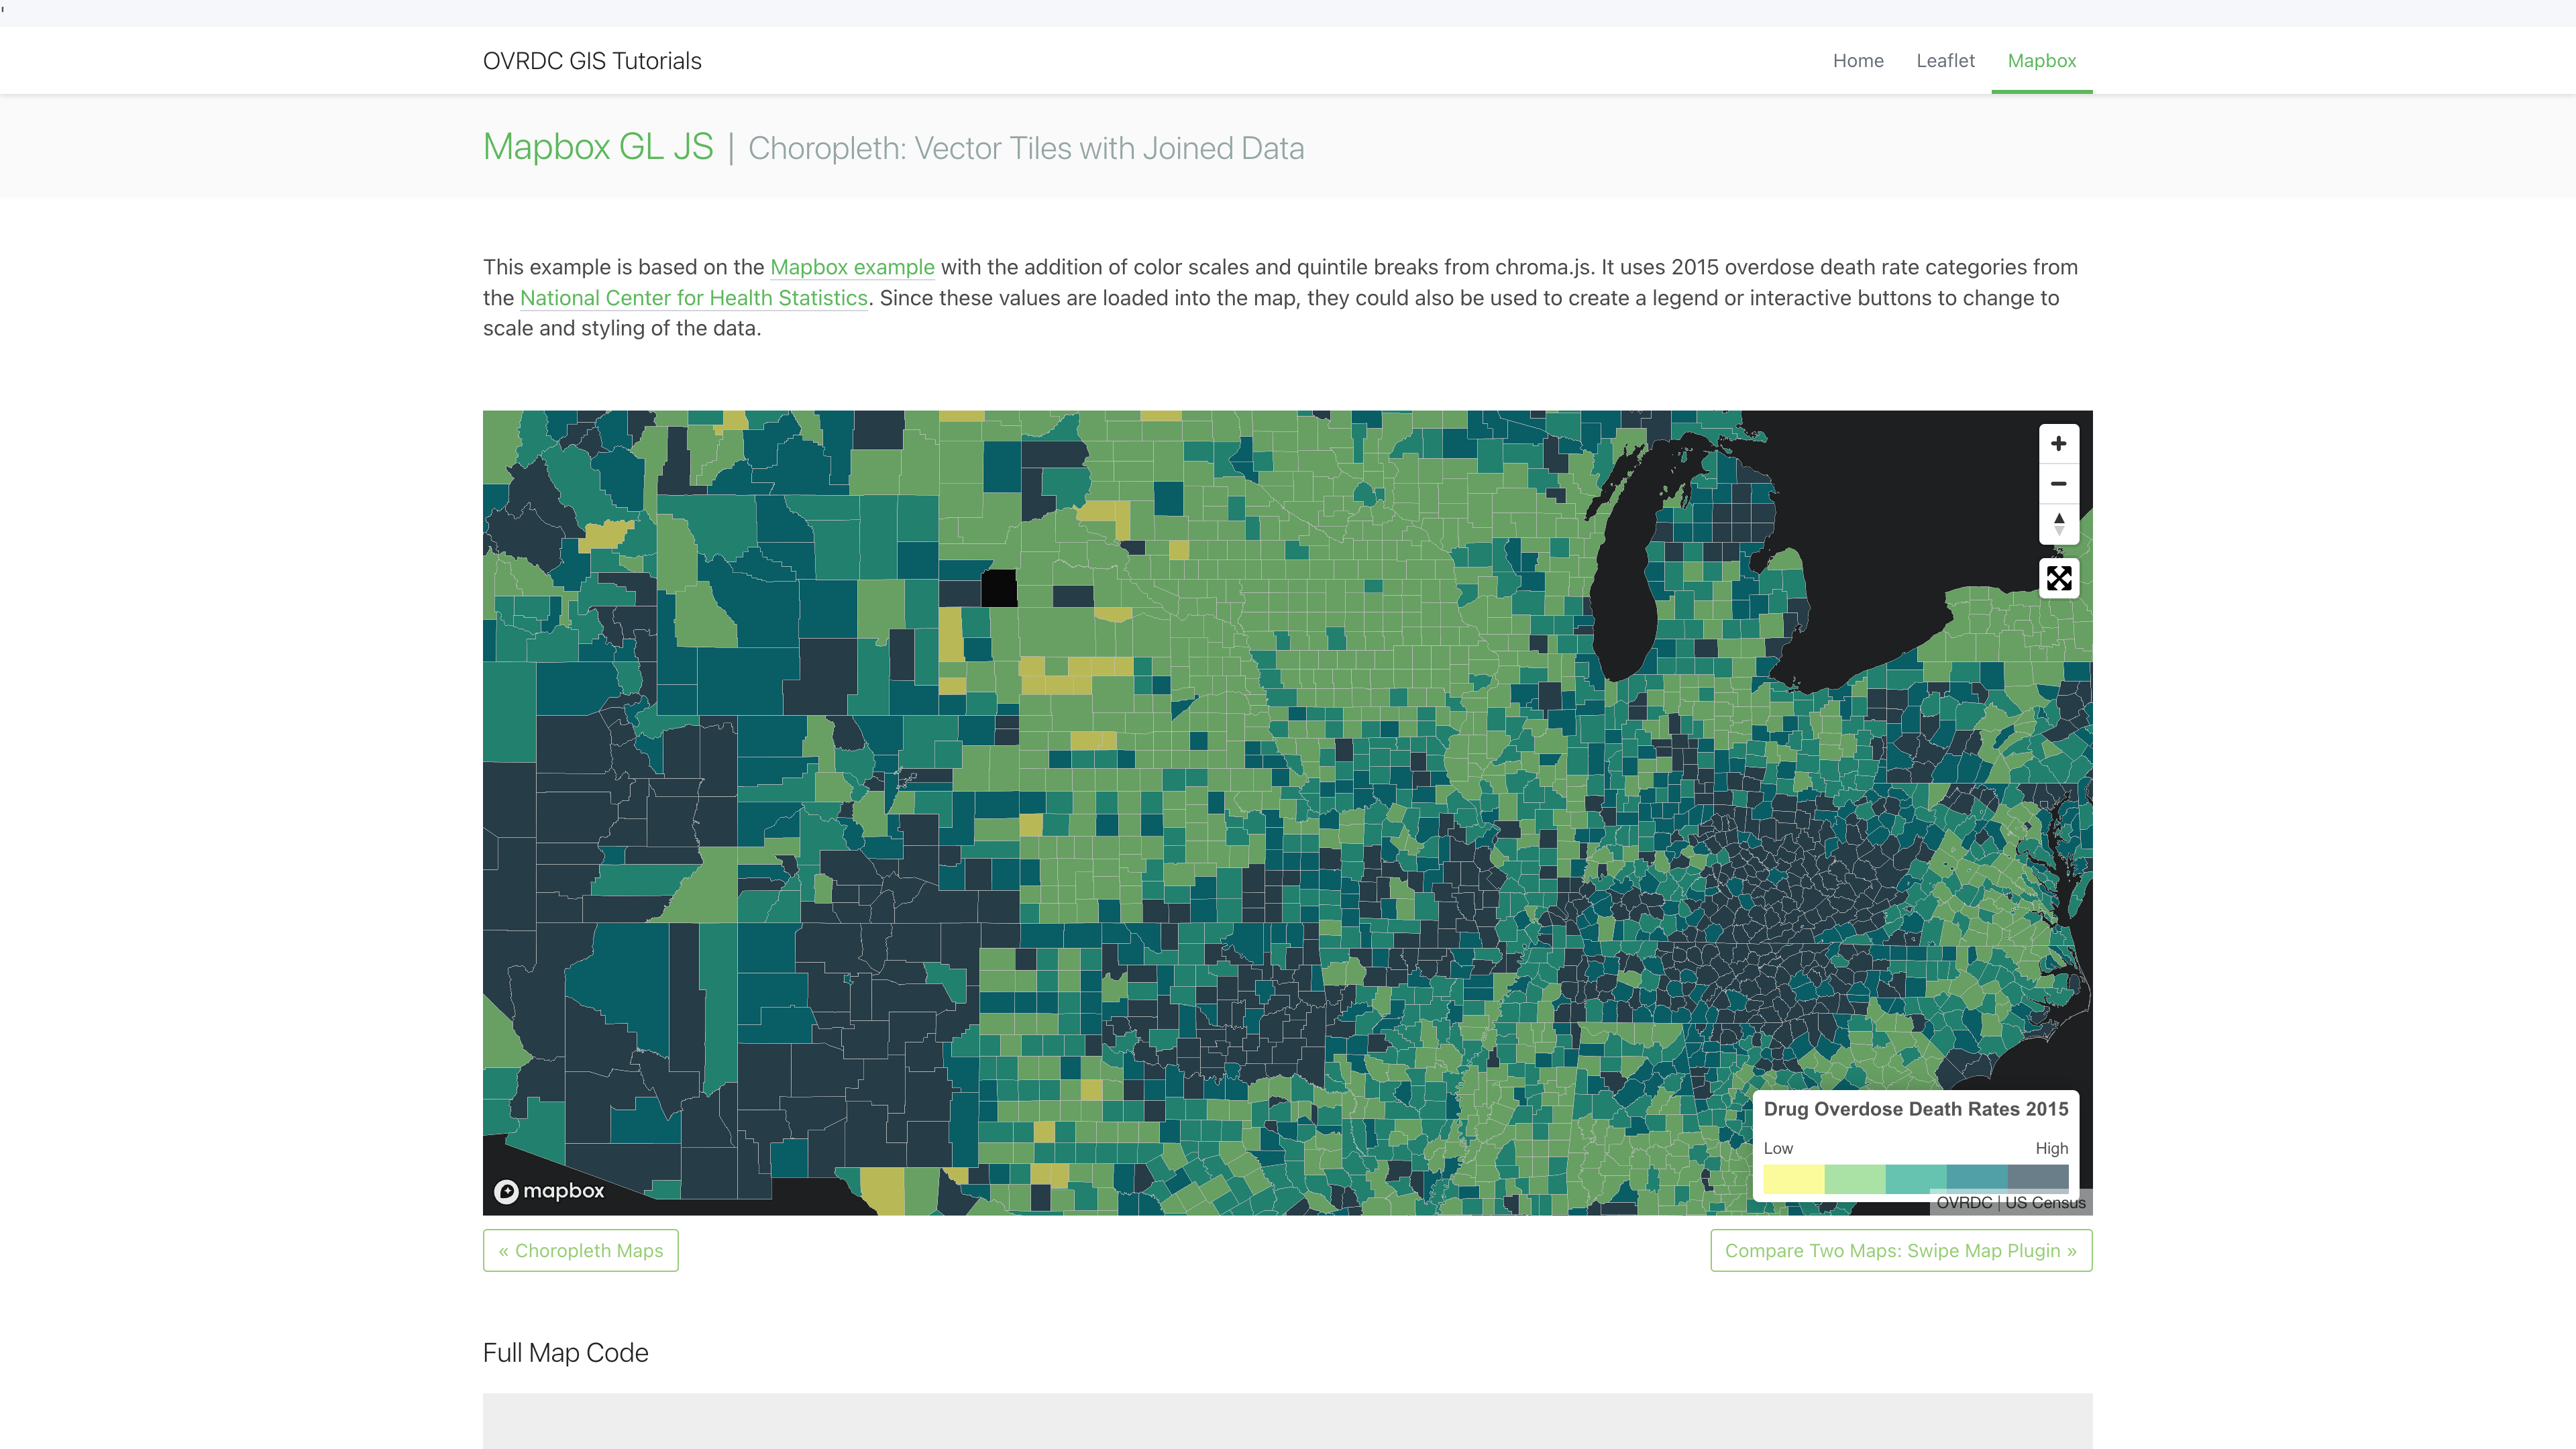 OVRDC GIS Tutorials
Home Leaflet Mapbox
Mapbox GL JS | Choropleth: Vector Tiles with Joined Data
This example is based on the Mapbox example with the addition of color scales and quintile breaks from chroma.js. It uses 2015 overdose death rate categories from
the National Center for Health Statistics. Since these values are loaded into the map, they could also be used to create a legend or interactive buttons to change to
scale and styling of the data.
Drug Overdose Death Rates 2015
Low High
mapbox
OVRDC | US Census
« Choropleth Maps
Compare Two Maps: Swipe Map Plugin »
Full Map Code